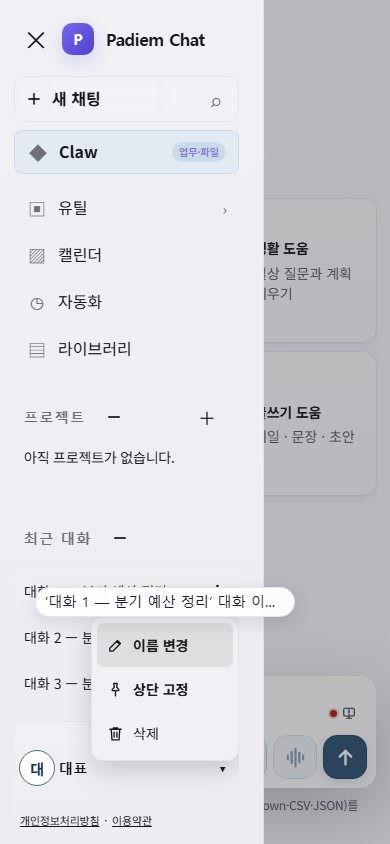 P Padiem Chat
+ 새 채팅
Claw 업무·파일
유틸 ›
캘린더
자동화
라이브러리
프로젝트 − +
아직 프로젝트가 없습니다.
최근 대화 −
‘대화 1 — 분기 예산 정리’ 대화 이…
대화 2 — 분
대화 3 — 분
이름 변경
상단 고정
삭제
대 대표 ▾
개인정보처리방침 · 이용약관
도움
질문과 계획
우기
도움
문장 · 초안
own·CSV·JSON)를